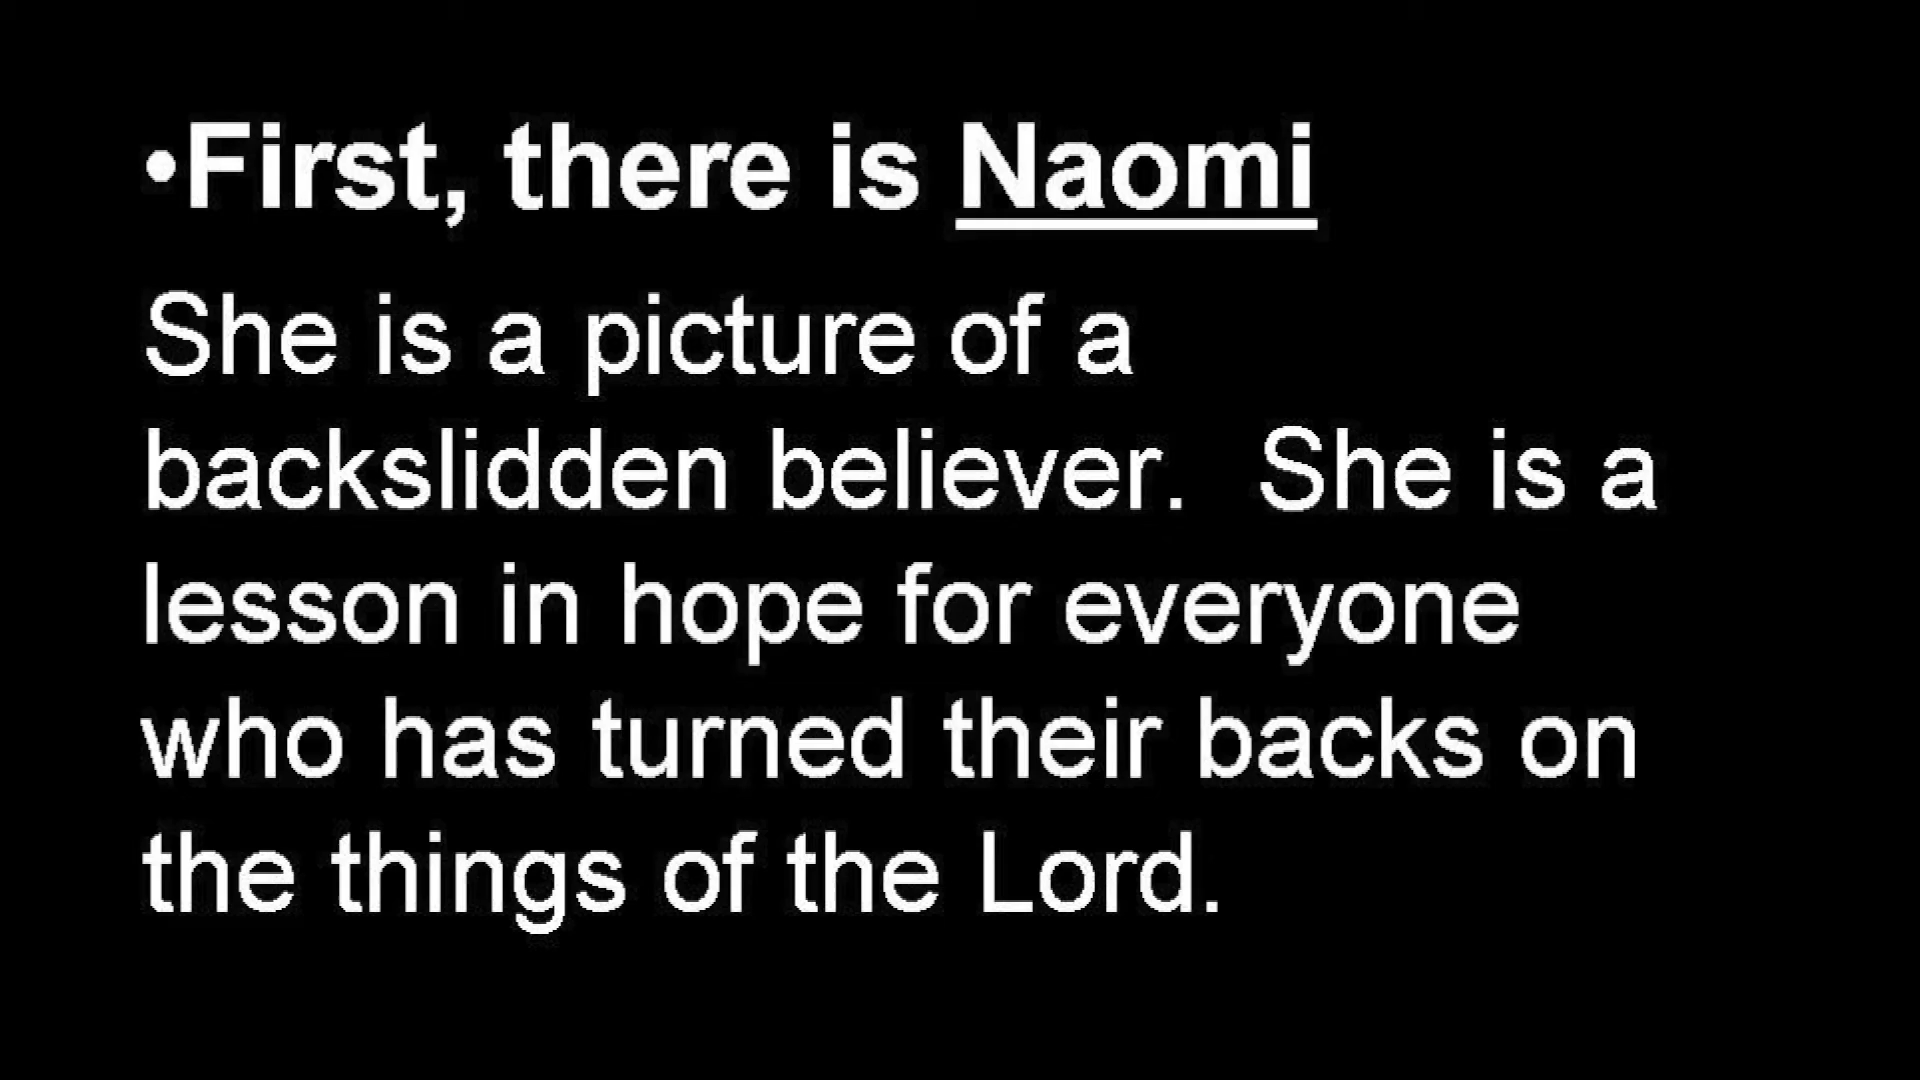 •First, there is Naomi
She is a picture of a
backslidden believer.  She is a
lesson in hope for everyone
who has turned their backs on
the things of the Lord.